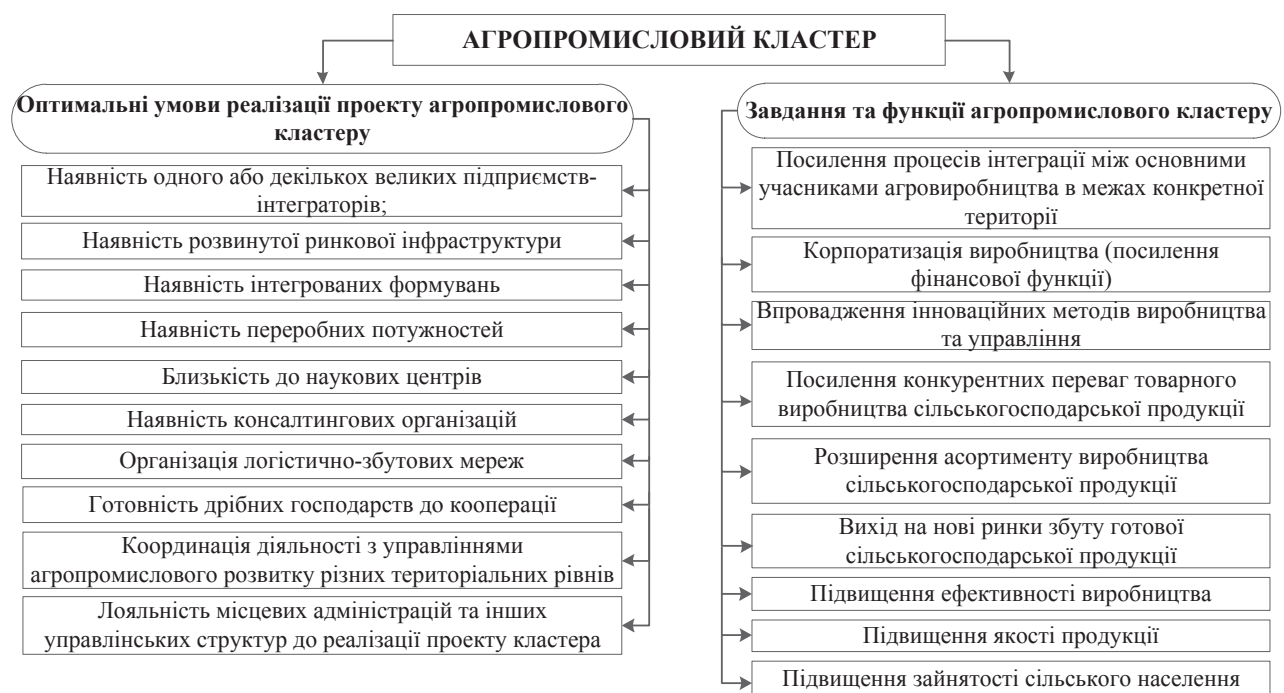 АГРОПРОМИСЛОВИЙ КЛАСТЕР
Оптимальні умови реалізації проекту агропромислового
кластеру
Наявність одного або декількох великих підприємств-
інтеграторів;
Наявність розвинутої ринкової інфраструктури
Наявність інтегрованих формувань
Наявність переробних потужностей
Близькість до наукових центрів
Наявність консалтингових організацій
Організація логістично-збутових мереж
Готовність дрібних господарств до кооперації
Координація діяльності з управліннями
агропромислового розвитку різних територіальних рівнів
Лояльність місцевих адміністрацій та інших
управлінських структур до реалізації проекту кластера
Завдання та функції агропромислового кластеру
Посилення процесів інтеграції між основними
учасниками агровиробництва в межах конкретної
території
Корпоратизація виробництва (посилення
фінансової функції)
Впровадження інноваційних методів виробництва
та управління
Посилення конкурентних переваг товарного
виробництва сільськогосподарської продукції
Розширення асортименту виробництва
сільськогосподарської продукції
Вихід на нові ринки збуту готової
сільськогосподарської продукції
Підвищення ефективності виробництва
Підвищення якості продукції
Підвищення зайнятості сільського населення